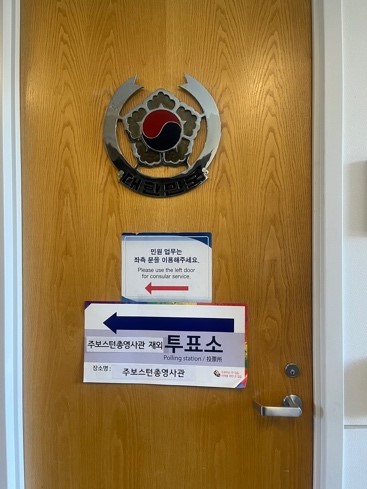 대한민국
민원 업무는
좌측 문을 이용해주세요.
Please use the left door
for consular service.
주보스턴총영사관 재외 투표소
Polling station / 投票所
장소명 : 주보스턴총영사관